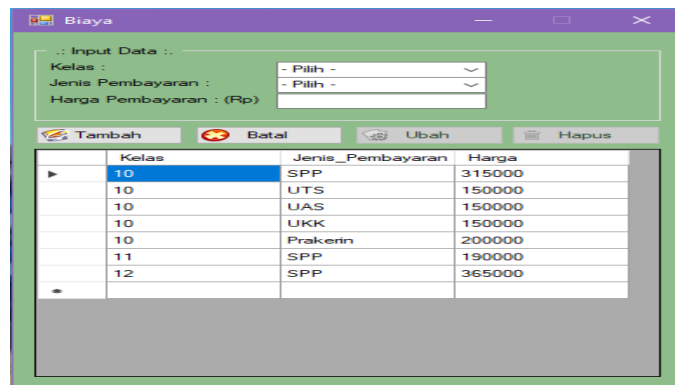 Biaya
.: Input Data :.
Kelas : - Pilih -
Jenis Pembayaran : - Pilih -
Harga Pembayaran : (Rp)
Tambah Batal Ubah Hapus
Kelas Jenis_Pembayaran Harga
10 SPP 315000
10 UTS 150000
10 UAS 150000
10 UKK 150000
10 Prakerin 200000
11 SPP 190000
12 SPP 365000